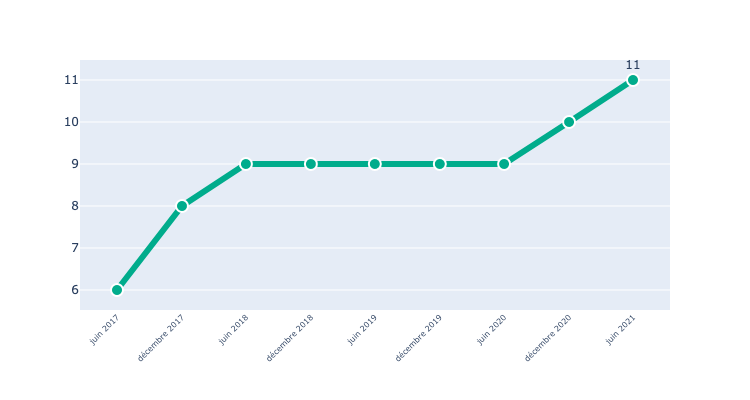 11
11
10
9
8
7
6
juin 2017
décembre 2017
juin 2018
décembre 2018
juin 2019
décembre 2019
juin 2020
décembre 2020
juin 2021